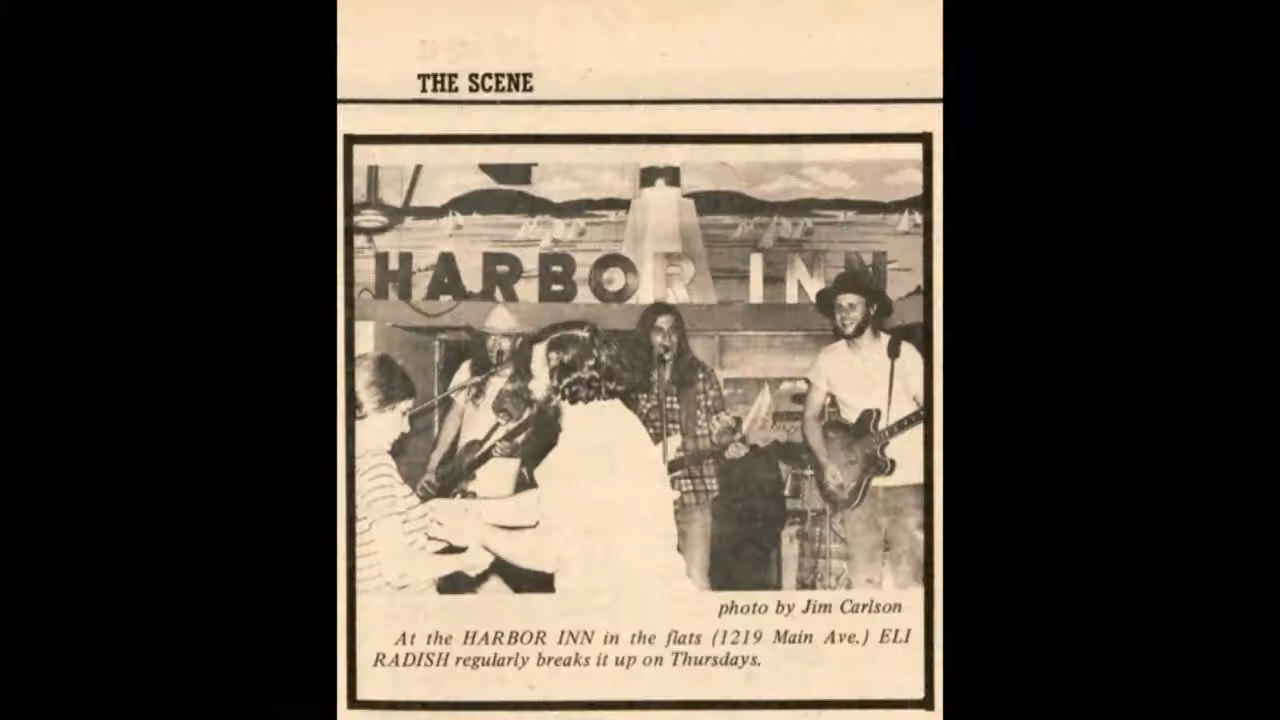 THE SCENE
HARBOR INN
photo by Jim Carlson
At the HARBOR INN in the flats (1219 Main Ave.) ELI
RADISH regularly breaks it up on Thursdays.